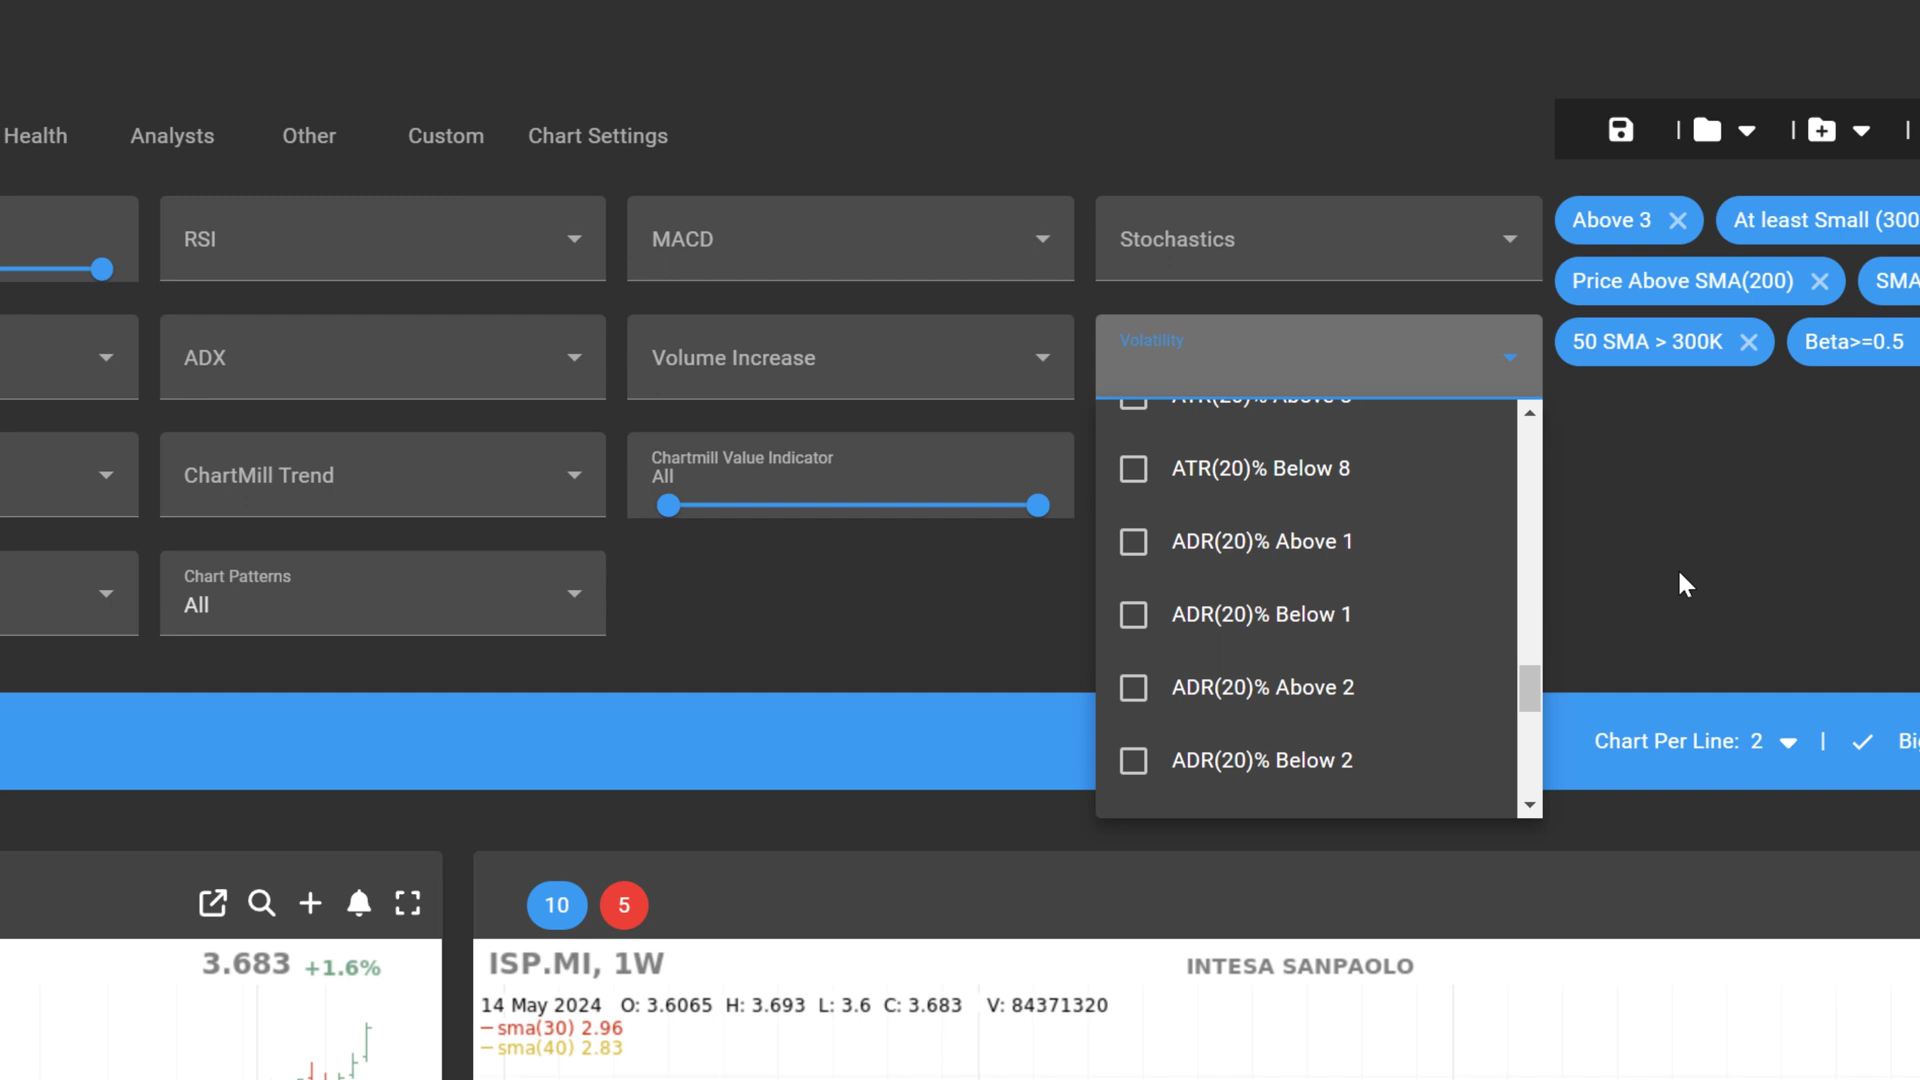 Health Analysts Other Custom Chart Settings
RSI
MACD
Stochastics
Above 3
At least Small (300
Price Above SMA(200)
SMA
50 SMA > 300K
Beta>=0.5
ADX
Volume Increase
Volatility
ChartMill Trend
Chartmill Value Indicator
All
Chart Patterns
All
ATR(20)% Below 8
ADR(20)% Above 1
ADR(20)% Below 1
ADR(20)% Above 2
ADR(20)% Below 2
Chart Per Line: 2
10 5
3.683 +1.6%
ISP.MI, 1W
INTESA SANPAOLO
14 May 2024 O: 3.6065 H: 3.693 L: 3.6 C: 3.683 V: 84371320
sma(30) 2.96
sma(40) 2.83